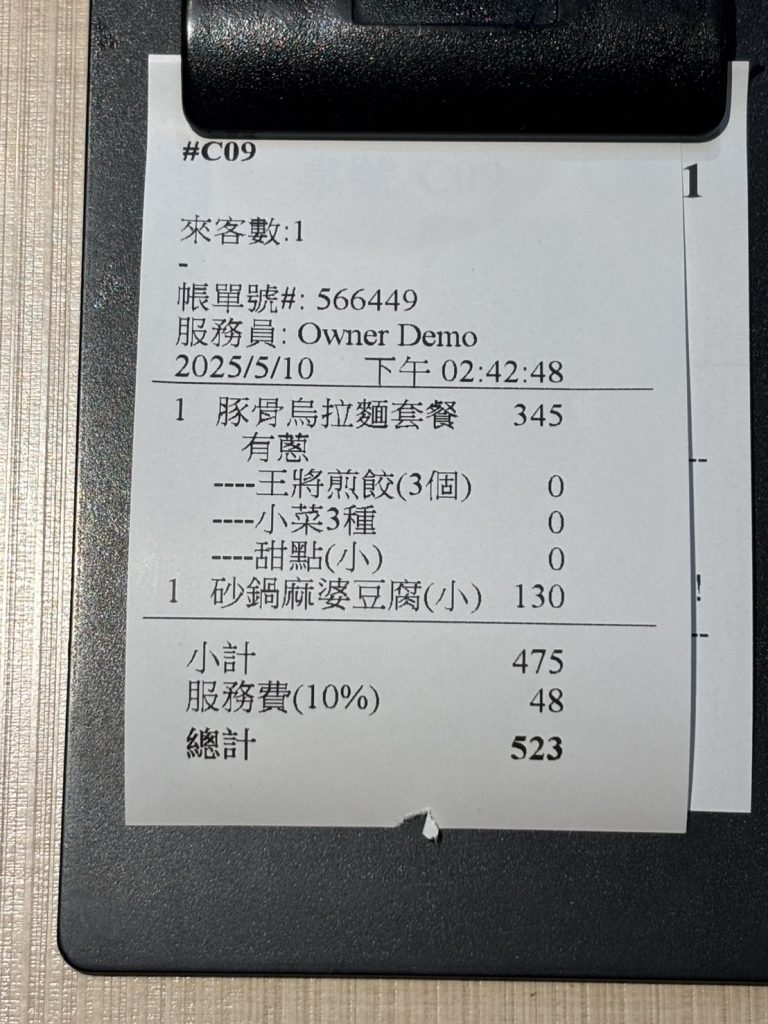 #C09
1
來客數:1
-
帳單號#: 566449
服務員: Owner Demo
2025/5/10 下午 02:42:48
1 豚骨烏拉麵套餐 345
有蔥
----王將煎餃(3個) 0
----小菜3種 0
----甜點(小) 0
1 砂鍋麻婆豆腐(小) 130
!
小計 475
服務費(10%) 48
總計 523